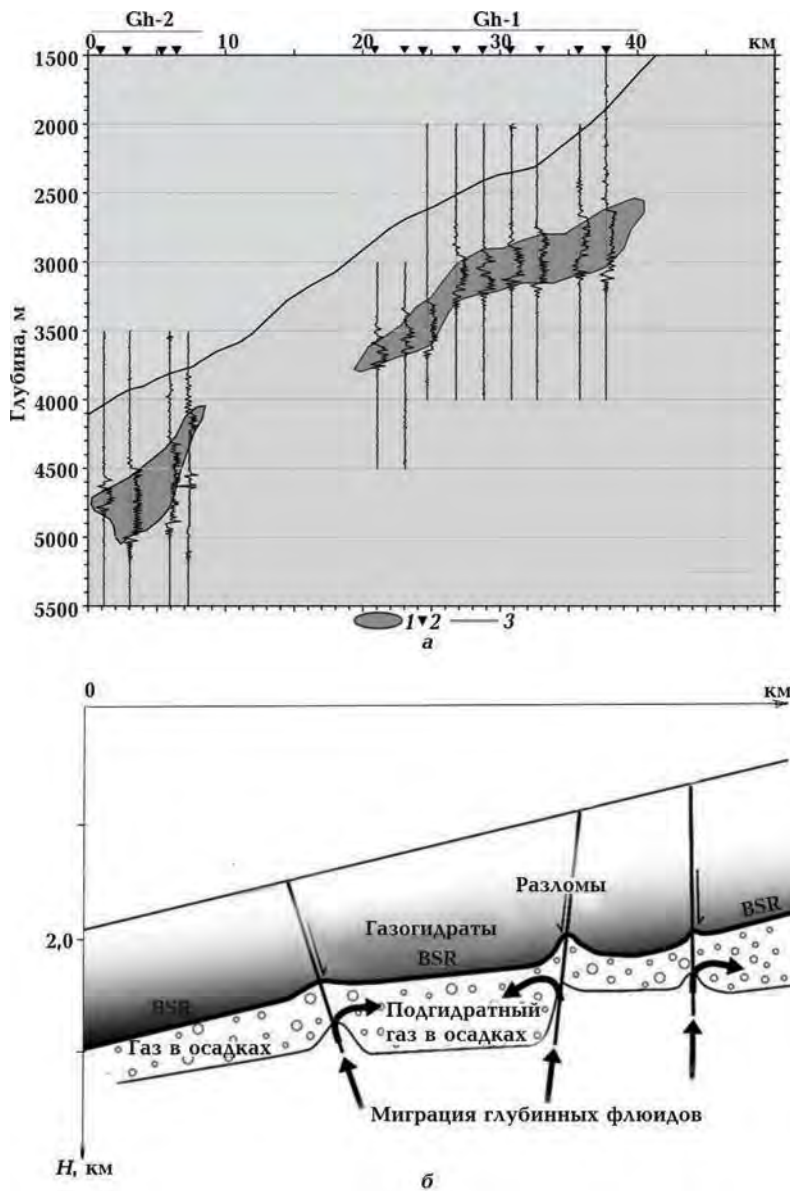 Gh-2 Gh-1
0 10 20 30 40 км
1500
2000
2500
3000
3500
4000
4500
5000
5500
Глубина, м
1 2 3
а
0 км
Разломы
Газогидраты
BSR
BSR
2,0
BSR
Подгидратный
газ в осадках
Газ в осадках
Миграция глубинных флюидов
H, км
б